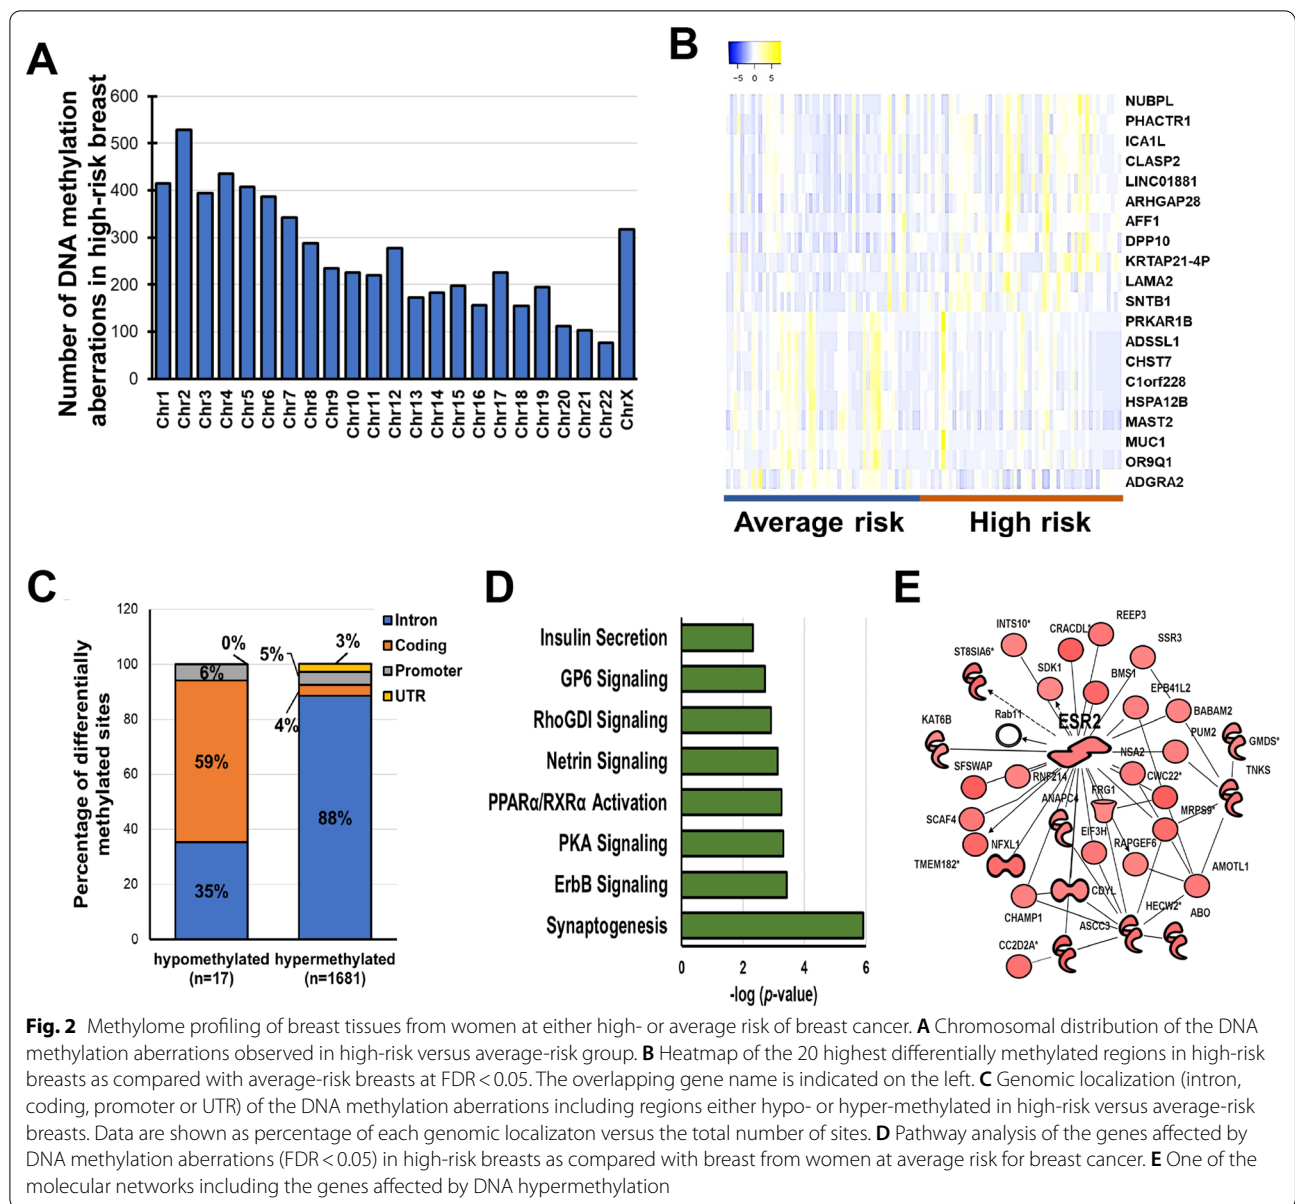 A
Number of DNA methylation
aberrations in high-risk breast
600
500
400
300
200
100
0
Chr1
Chr2
Chr3
Chr4
Chr5
Chr6
Chr7
Chr8
Chr9
Chr10
Chr11
Chr12
Chr13
Chr14
Chr15
Chr16
Chr17
Chr18
Chr19
Chr20
Chr21
Chr22
ChrX
B
−5 0 5
NUBPL
PHACTR1
ICA1L
CLASP2
LINC01881
ARHGAP28
AFF1
DPP10
KRTAP21-4P
LAMA2
SNTB1
PRKAR1B
ADSSL1
CHST7
C1orf228
HSPA12B
MAST2
MUC1
OR9Q1
ADGRA2
Average risk High risk
C
Percentage of differentially
methylated sites
120
100
80
60
40
20
0
0%
6%
59%
35%
3%
5%
4%
88%
Intron
Coding
Promoter
UTR
hypomethylated
(n=17)
hypermethylated
(n=1681)
D
Insulin Secretion
GP6 Signaling
RhoGDI Signaling
Netrin Signaling
PPARα/RXRα Activation
PKA Signaling
ErbB Signaling
Synaptogenesis
0 2 4 6
-log (p-value)
E
REEP3
INTS10*
CRACDL*
SSR3
ST8SIA6*
SDK1
BMS1
EPB41L2
Rab11
ESR2
BABAM2
KAT6B
PUM2
GMDS*
NSA2
SFSWAP
RNF214
CWC22*
TNKS
FRG1
ANAPC4
MRPS9*
SCAF4
EIF3H
RAPGEF6
NFXL1
TMEM182*
AMOTL1
CDYL
HECW2*
ABO
CHAMP1
ASCC3
CC2D2A*
Fig. 2 Methylome profiling of breast tissues from women at either high- or average risk of breast cancer. A Chromosomal distribution of the DNA
methylation aberrations observed in high-risk versus average-risk group. B Heatmap of the 20 highest differentially methylated regions in high-risk
breasts as compared with average-risk breasts at FDR < 0.05. The overlapping gene name is indicated on the left. C Genomic localization (intron,
coding, promoter or UTR) of the DNA methylation aberrations including regions either hypo- or hyper-methylated in high-risk versus average-risk
breasts. Data are shown as percentage of each genomic localizaton versus the total number of sites. D Pathway analysis of the genes affected by
DNA methylation aberrations (FDR < 0.05) in high-risk breasts as compared with breast from women at average risk for breast cancer. E One of the
molecular networks including the genes affected by DNA hypermethylation